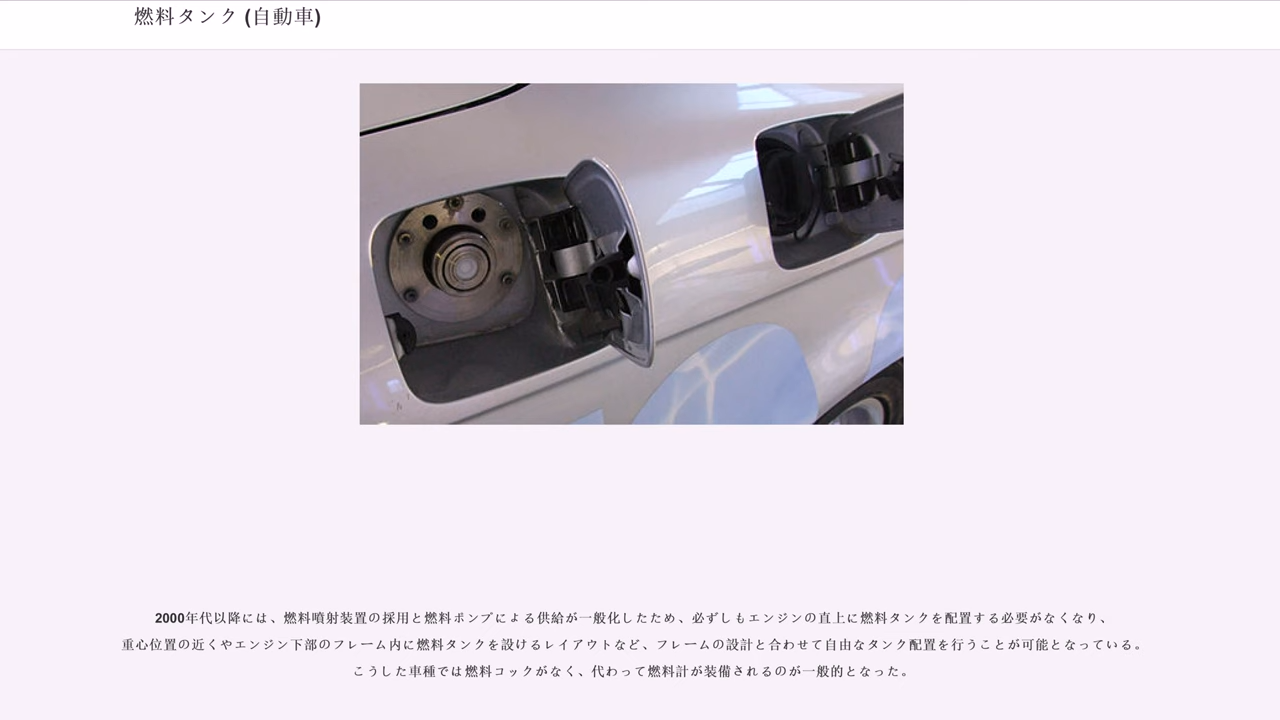 燃料タンク (自動車)
2000年代以降には、燃料噴射装置の採用と燃料ポンプによる供給が一般化したため、必ずしもエンジンの直上に燃料タンクを配置する必要がなくなり、
重心位置の近くやエンジン下部のフレーム内に燃料タンクを設けるレイアウトなど、フレームの設計と合わせて自由なタンク配置を行うことが可能となっている。
こうした車種では燃料コックがなく、代わって燃料計が装備されるのが一般的となった。